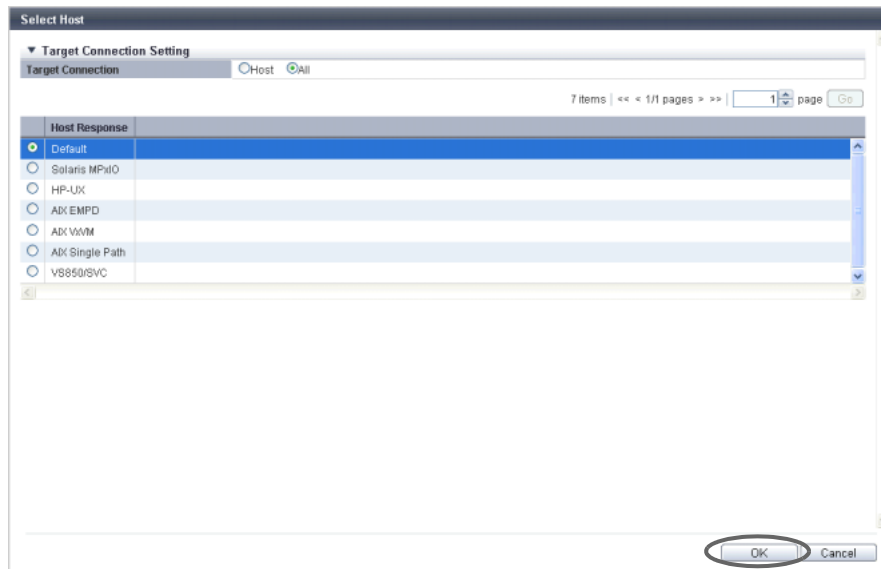 Select Host
▼ Target Connection Setting
Target Connection Host All
7 items | << < 1/1 pages > >> | 1 page Go
Host Response
Default
Solaris MPxIO
HP-UX
AIX EMPD
AIX VxVM
AIX Single Path
VS850/SVC
OK Cancel